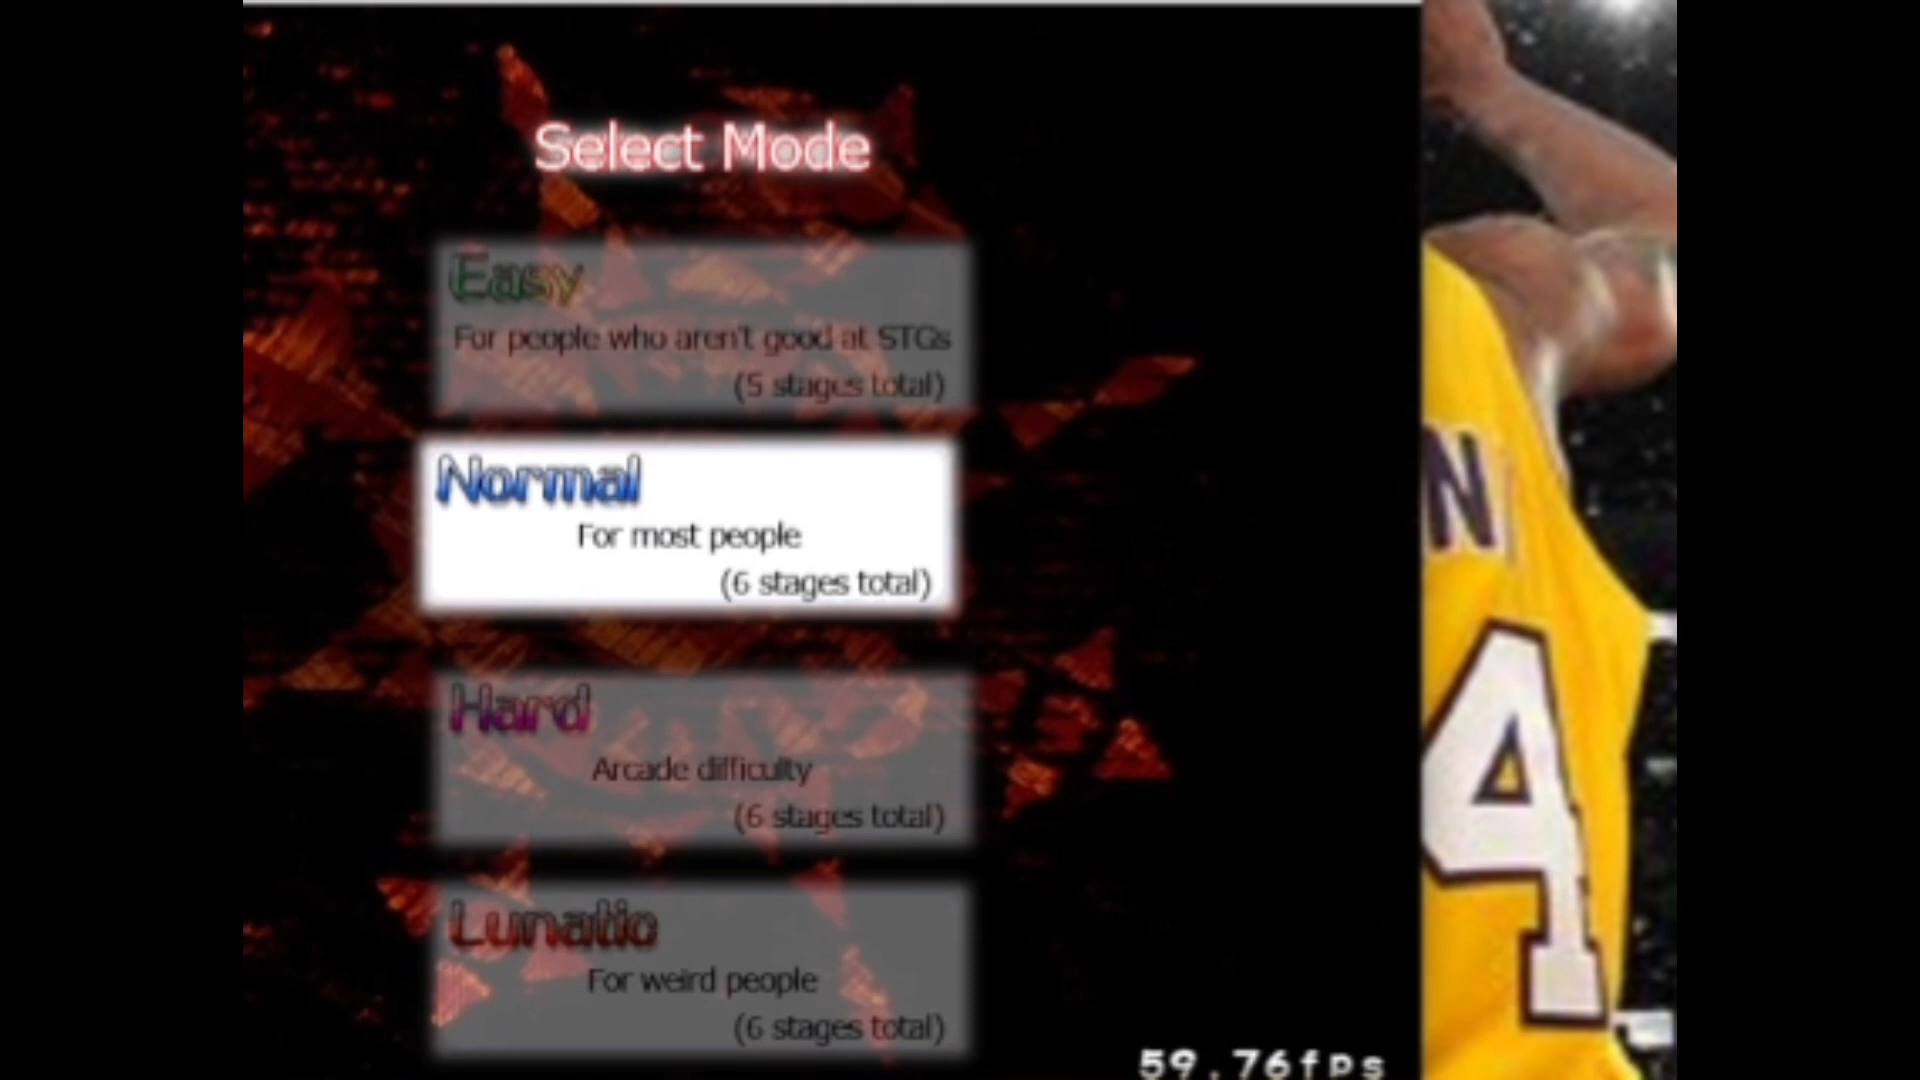 Select Mode
Easy
For people who aren't good at STGs
(5 stages total)
Normal
For most people
(6 stages total)
Hard
Arcade difficulty
(6 stages total)
Lunatic
For weird people
(6 stages total)
59.76fps
N
4